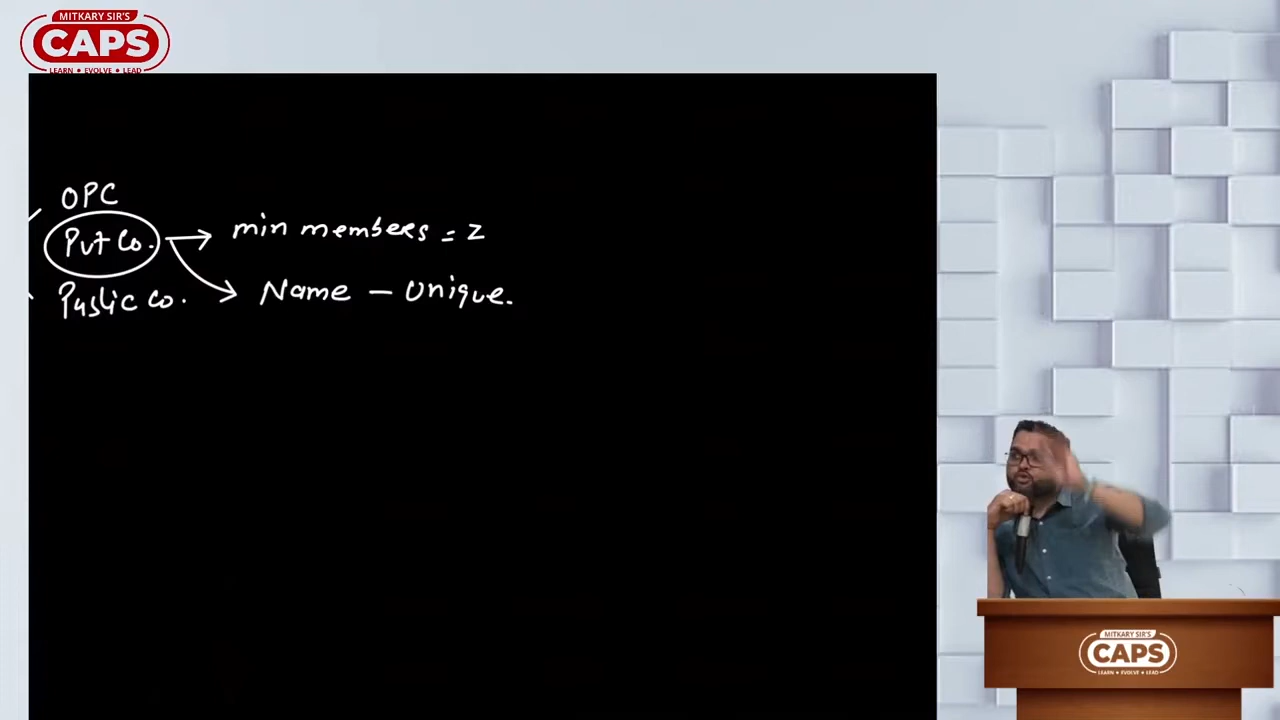 MITKARY SIR'S
CAPS
LEARN • EVOLVE • LEAD
OPC
Pvt Co. → min members = 2
Public Co. → Name – Unique.
MITKARY SIR'S
CAPS
LEARN • EVOLVE • LEAD